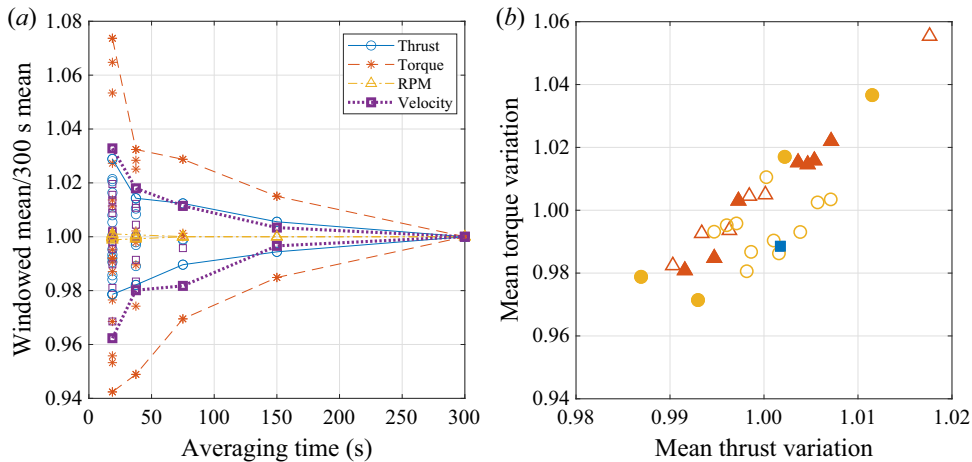 (a)
1.08
1.06
1.04
1.02
1.00
0.98
0.96
0.94
Windowed mean/300 s mean
0 50 100 150 200 250 300
Averaging time (s)
Thrust
Torque
RPM
Velocity
(b)
1.06
1.04
1.02
1.00
0.98
0.96
0.94
Mean torque variation
0.98 0.99 1.00 1.01 1.02
Mean thrust variation